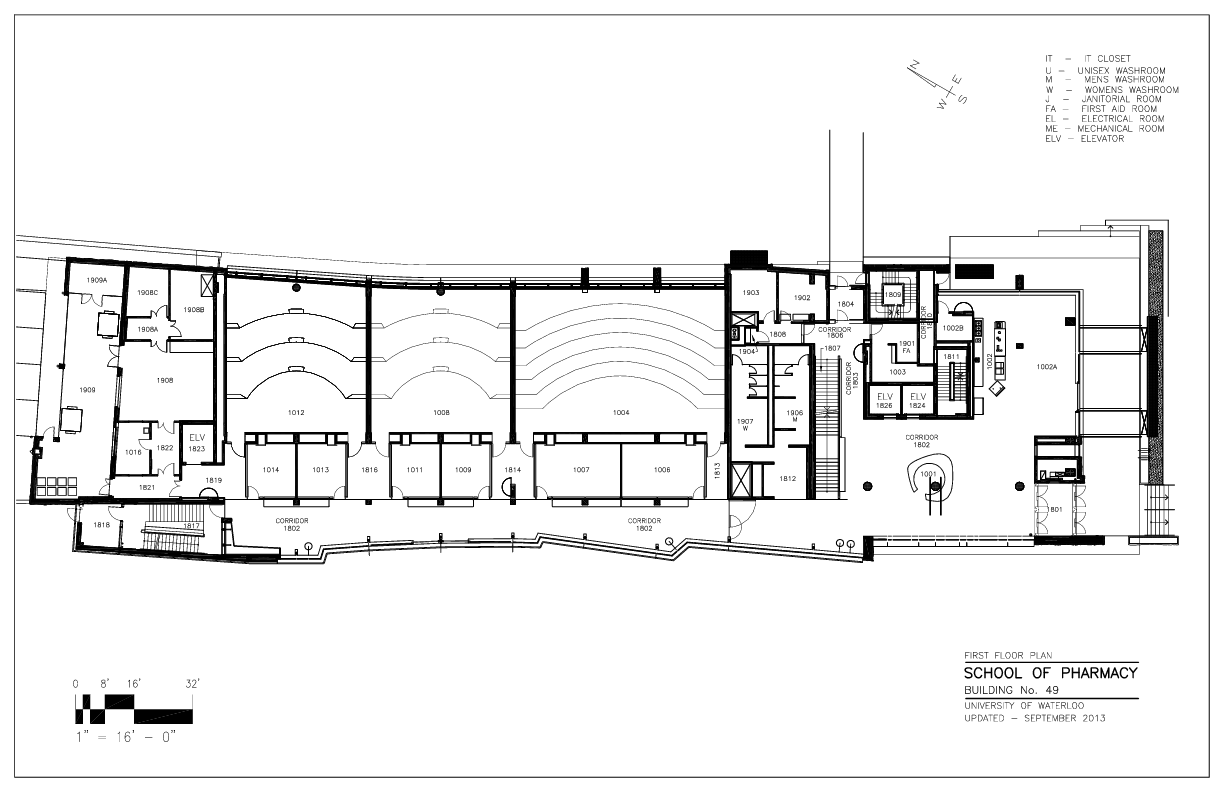 N
E
W
S
IT – IT CLOSET
U – UNISEX WASHROOM
M – MENS WASHROOM
W – WOMENS WASHROOM
J – JANITORIAL ROOM
FA – FIRST AID ROOM
EL – ELECTRICAL ROOM
ME – MECHANICAL ROOM
ELV – ELEVATOR
1909A
1908C
1908B
1908A
1909
1908
1016
1822
ELV
1823
1821
1819
1818
1817
1012
1008
1004
1014
1013
1816
1011
1009
1814
1007
1006
1813
CORRIDOR
1802
CORRIDOR
1802
1903
1902
1804
1808
CORRIDOR
1806
1807
1904
1907
W
1906
M
1812
CORRIDOR
1803
1809
CORRIDOR
1810
1901
FA
1003
1002B
1811
1002
1002A
ELV
1826
ELV
1824
CORRIDOR
1802
1001
1801
0 8' 16' 32'
1" = 16' – 0"
FIRST FLOOR PLAN
SCHOOL OF PHARMACY
BUILDING No. 49
UNIVERSITY OF WATERLOO
UPDATED – SEPTEMBER 2013